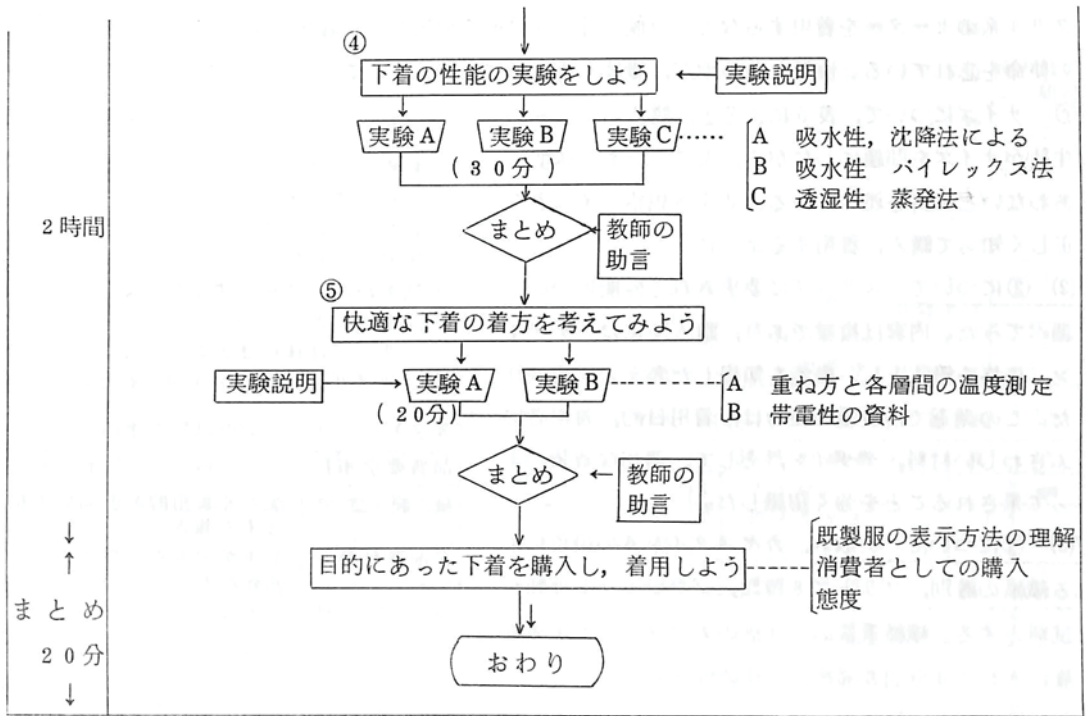 ④
下着の性能の実験をしよう
実験説明
実験A
実験B
実験C
(30分)
A 吸水性，沈降法による
B 吸水性 バイレックス法
C 透湿性 蒸発法
2時間
まとめ
教師の
助言
⑤
快適な下着の着方を考えてみよう
実験説明
実験A
実験B
(20分)
A 重ね方と各層間の温度測定
B 帯電性の資料
まとめ
教師の
助言
目的にあった下着を購入し，着用しよう
既製服の表示方法の理解
消費者としての購入
態度
まとめ
20分
おわり